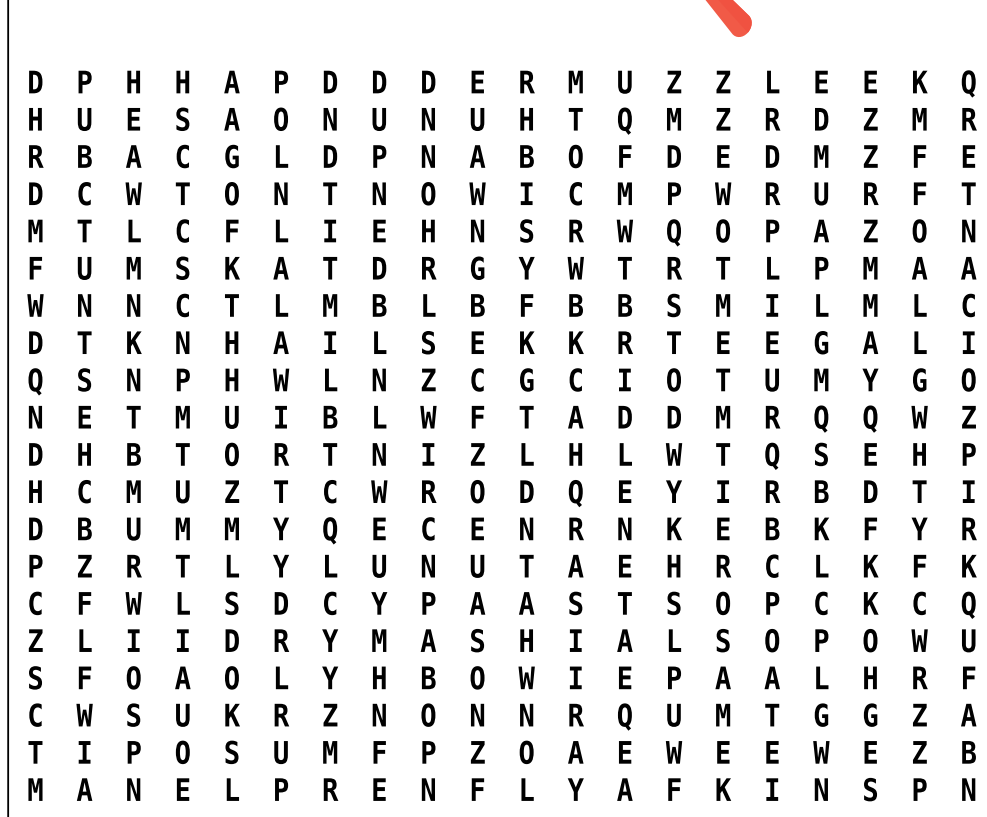 D P H H A P D D D E R M U Z Z L E E K Q
H U E S A O N U N U H T Q M Z R D Z M R
R B A C G L D P N A B O F D E D M Z F E
D C W T O N T N O W I C M P W R U R F T
M T L C F L I E H N S R W Q O P A Z O N
F U M S K A T D R G Y W T R T L P M A A
W N N C T L M B L B F B B S M I L M L C
D T K N H A I L S E K K R T E E G A L I
Q S N P H W L N Z C G C I O T U M Y G O
N E T M U I B L W F T A D D M R Q Q W Z
D H B T O R T N I Z L H L W T Q S E H P
H C M U Z T C W R O D Q E Y I R B D T I
D B U M M Y Q E C E N R N K E B K F Y R
P Z R T L Y L U N U T A E H R C L K F K
C F W L S D C Y P A A S T S O P C K C Q
Z L I I D R Y M A S H I A L S O P O W U
S F O A O L Y H B O W I E P A A L H R F
C W S U K R Z N O N N R Q U M T G G Z A
T I P O S U M F P Z O A E W E E W E Z B
M A N E L P R E N F L Y A F K I N S P N